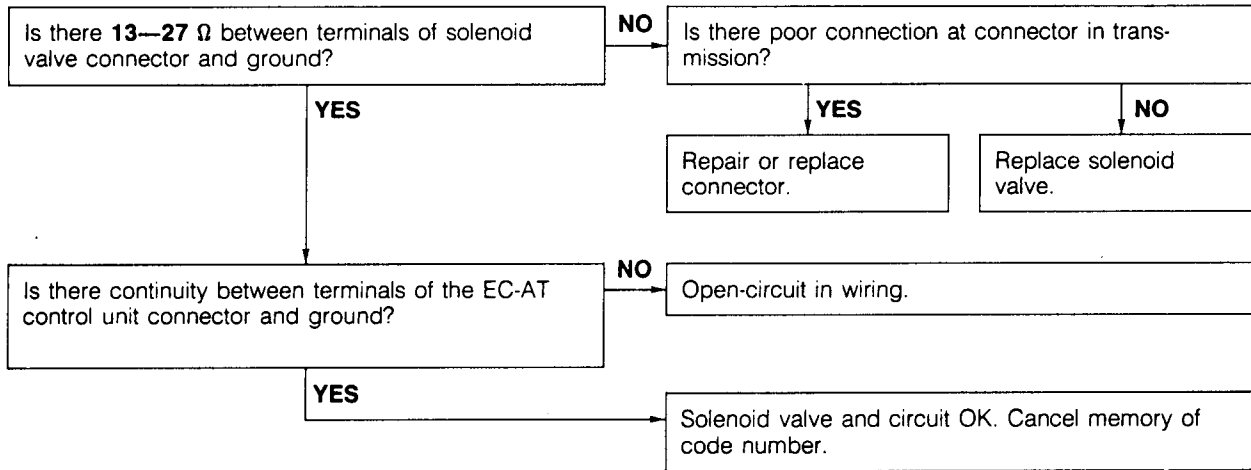 Is there 13—27 Ω between terminals of solenoid
valve connector and ground?
NO
Is there poor connection at connector in trans-
mission?
YES
YES
NO
Repair or replace
connector.
Replace solenoid
valve.
Is there continuity between terminals of the EC-AT
control unit connector and ground?
NO
Open-circuit in wiring.
YES
Solenoid valve and circuit OK. Cancel memory of
code number.